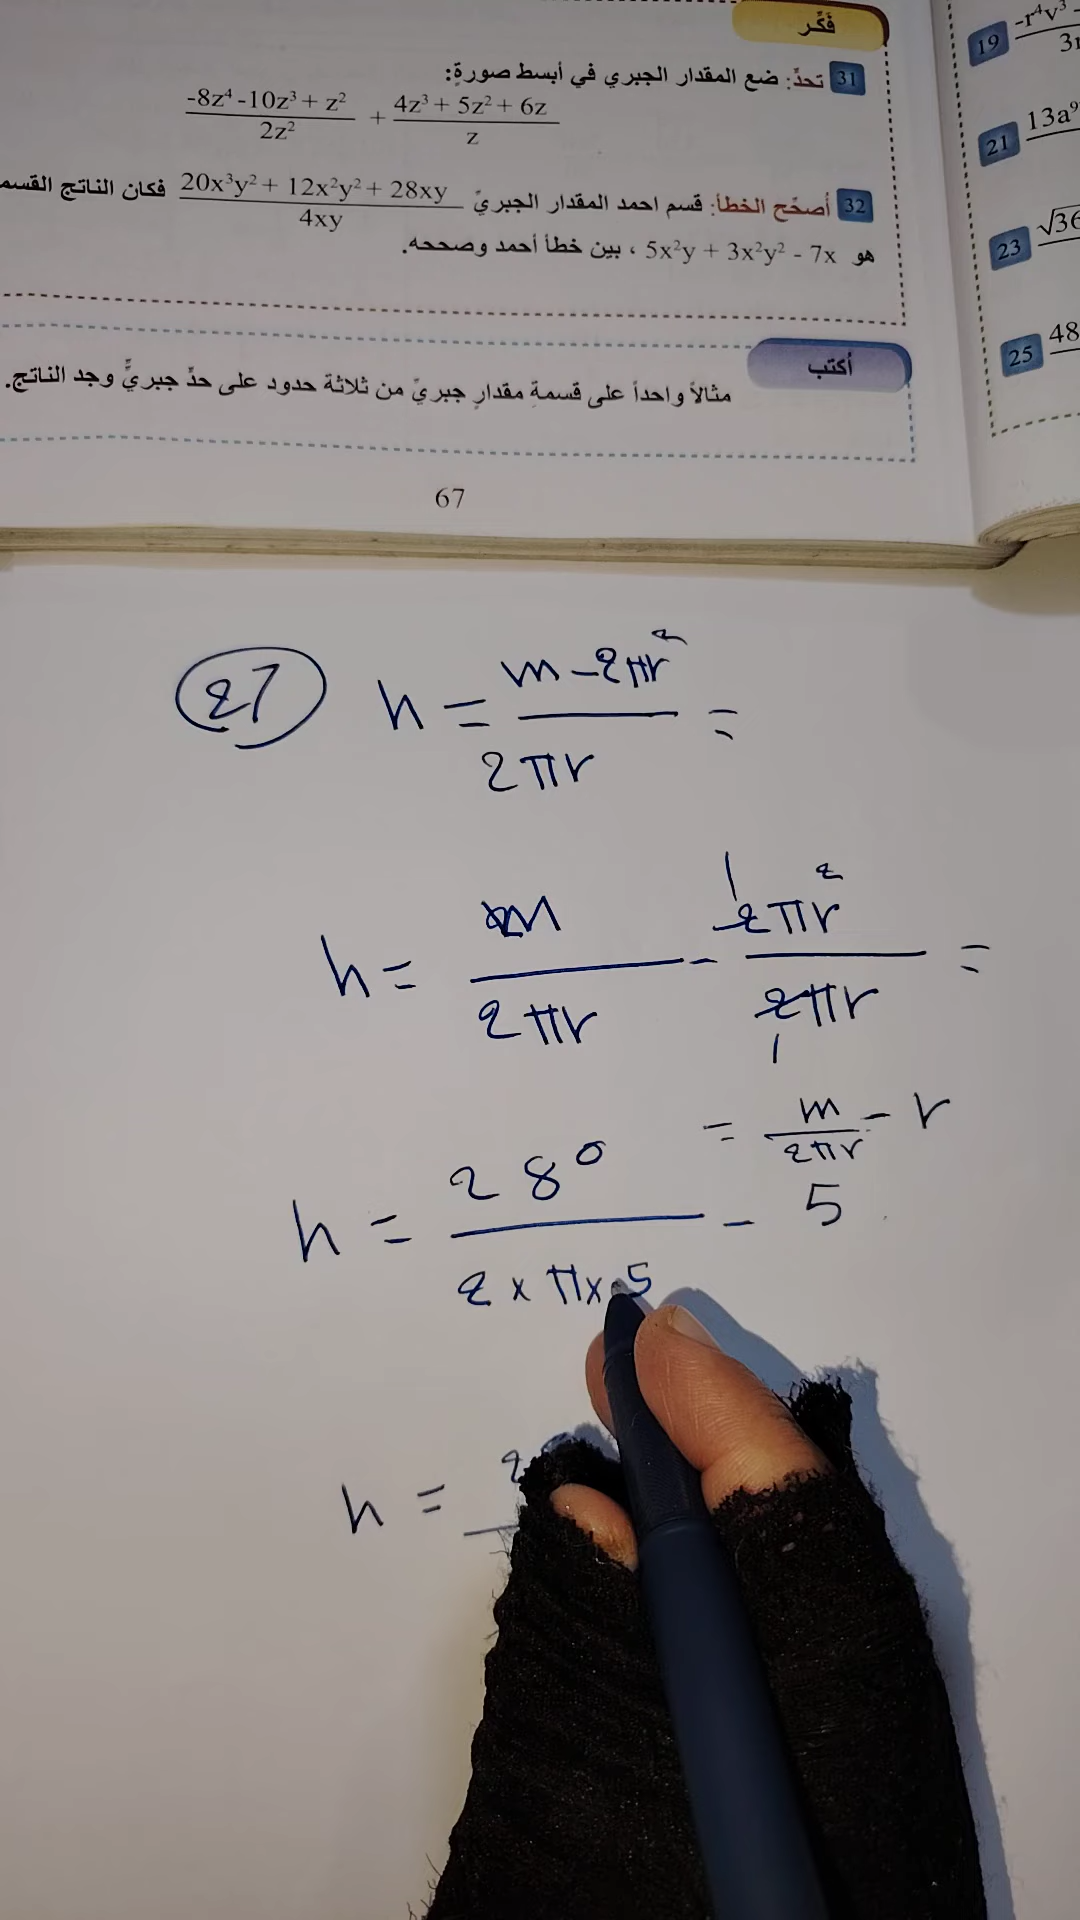 فَكِّر
31 تحدٍّ: ضع المقدار الجبري في أبسط صورةٍ:
-8z⁴ -10z³ + z² / 2z² + 4z³ + 5z² + 6z / z
32 أصحّح الخطأ: قسم احمد المقدار الجبريّ 20x³y² + 12x²y² + 28xy / 4xy فكان الناتج
هو 5x²y + 3x²y² - 7x ، بين خطأ أحمد وصححه.
أكتب
مثالاً واحداً على قسمةِ مقدارٍ جبريّ من ثلاثة حدود على حدٍّ جبريٍّ وجد الناتج.
67
19
21 13a⁹
23 √36
25 48
27 h = m - 2πr² / 2πr =
h = m / 2πr - 2πr² / 2πr =
1
1
= m / 2πr - r
h = 280 / 2 x π x 5 - 5
h =